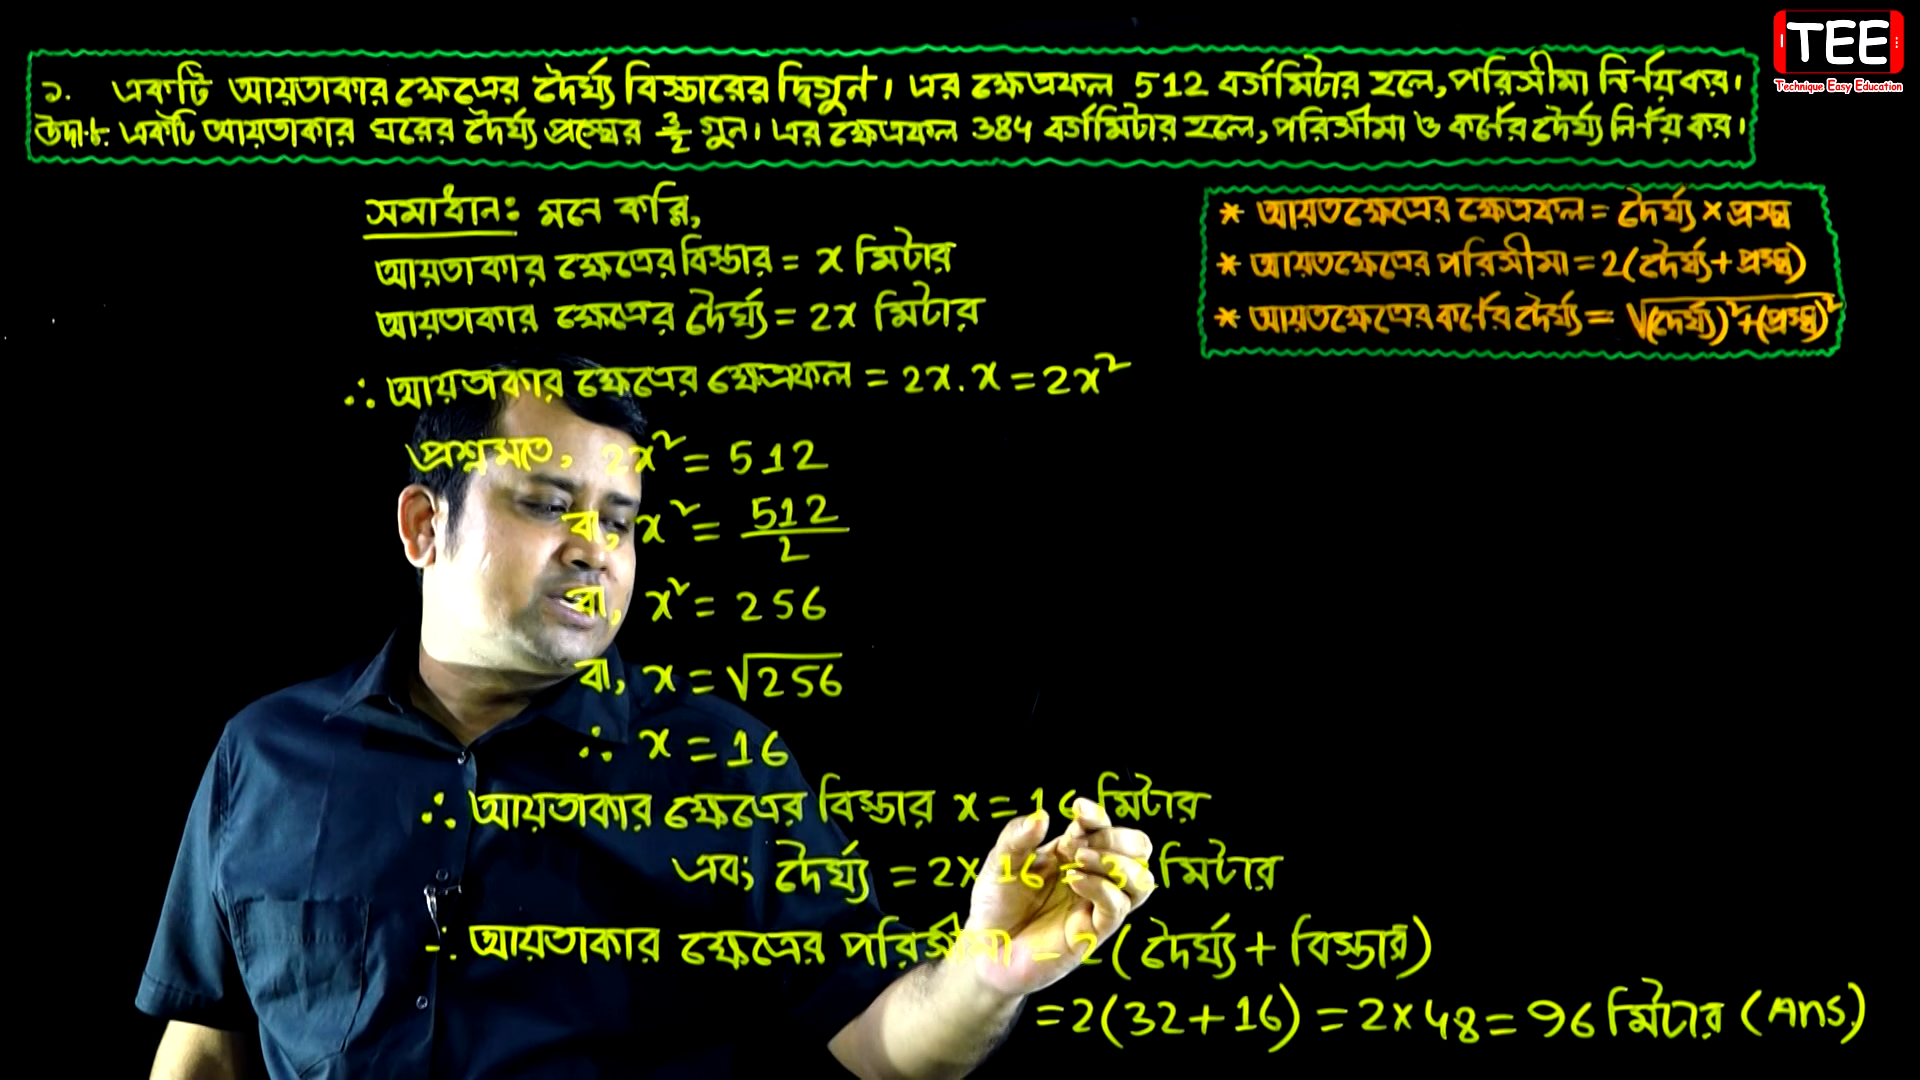 TEE
Technique Easy Education
১. একটি আয়তাকার ক্ষেত্রের দৈর্ঘ্য বিস্তারের দ্বিগুন। এর ক্ষেত্রফল 512 বর্গমিটার হলে, পরিসীমা নির্ণয় কর।
উদা.৮. একটি আয়তাকার ঘরের দৈর্ঘ্য প্রস্থের 3/2 গুন। এর ক্ষেত্রফল 384 বর্গমিটার হলে, পরিসীমা ও কর্ণের দৈর্ঘ্য নির্ণয় কর।
সমাধান: মনে করি,
আয়তাকার ক্ষেত্রের বিস্তার = x মিটার
আয়তাকার ক্ষেত্রের দৈর্ঘ্য = 2x মিটার
∴ আয়তাকার ক্ষেত্রের ক্ষেত্রফল = 2x.x = 2x²
প্রশ্নমতে, 2x² = 512
বা, x² = 512/2
বা, x² = 256
বা, x = √256
∴ x = 16
∴ আয়তাকার ক্ষেত্রের বিস্তার x = 16 মিটার
এবং দৈর্ঘ্য = 2×16 = 32 মিটার
∴ আয়তাকার ক্ষেত্রের পরিসীমা = 2(দৈর্ঘ্য + বিস্তার)
=2(32+16) = 2×48 = 96 মিটার (Ans)
* আয়তক্ষেত্রের ক্ষেত্রফল = দৈর্ঘ্য × প্রস্থ
* আয়তক্ষেত্রের পরিসীমা = 2(দৈর্ঘ্য + প্রস্থ)
* আয়তক্ষেত্রের কর্ণের দৈর্ঘ্য = √(দৈর্ঘ্য)²+(প্রস্থ)²